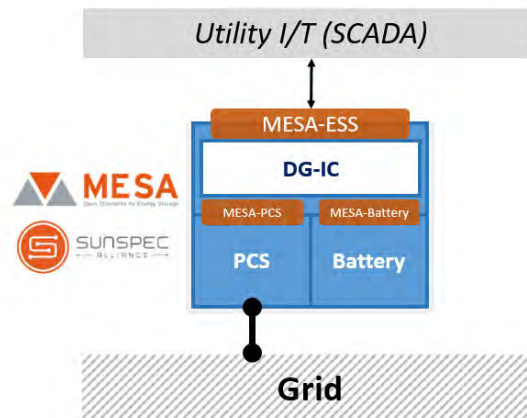 Utility I/T (SCADA)
MESA-ESS
DG-IC
MESA
Open Standards for Energy Storage
SUNSPEC
ALLIANCE
MESA-PCS
MESA-Battery
PCS
Battery
Grid